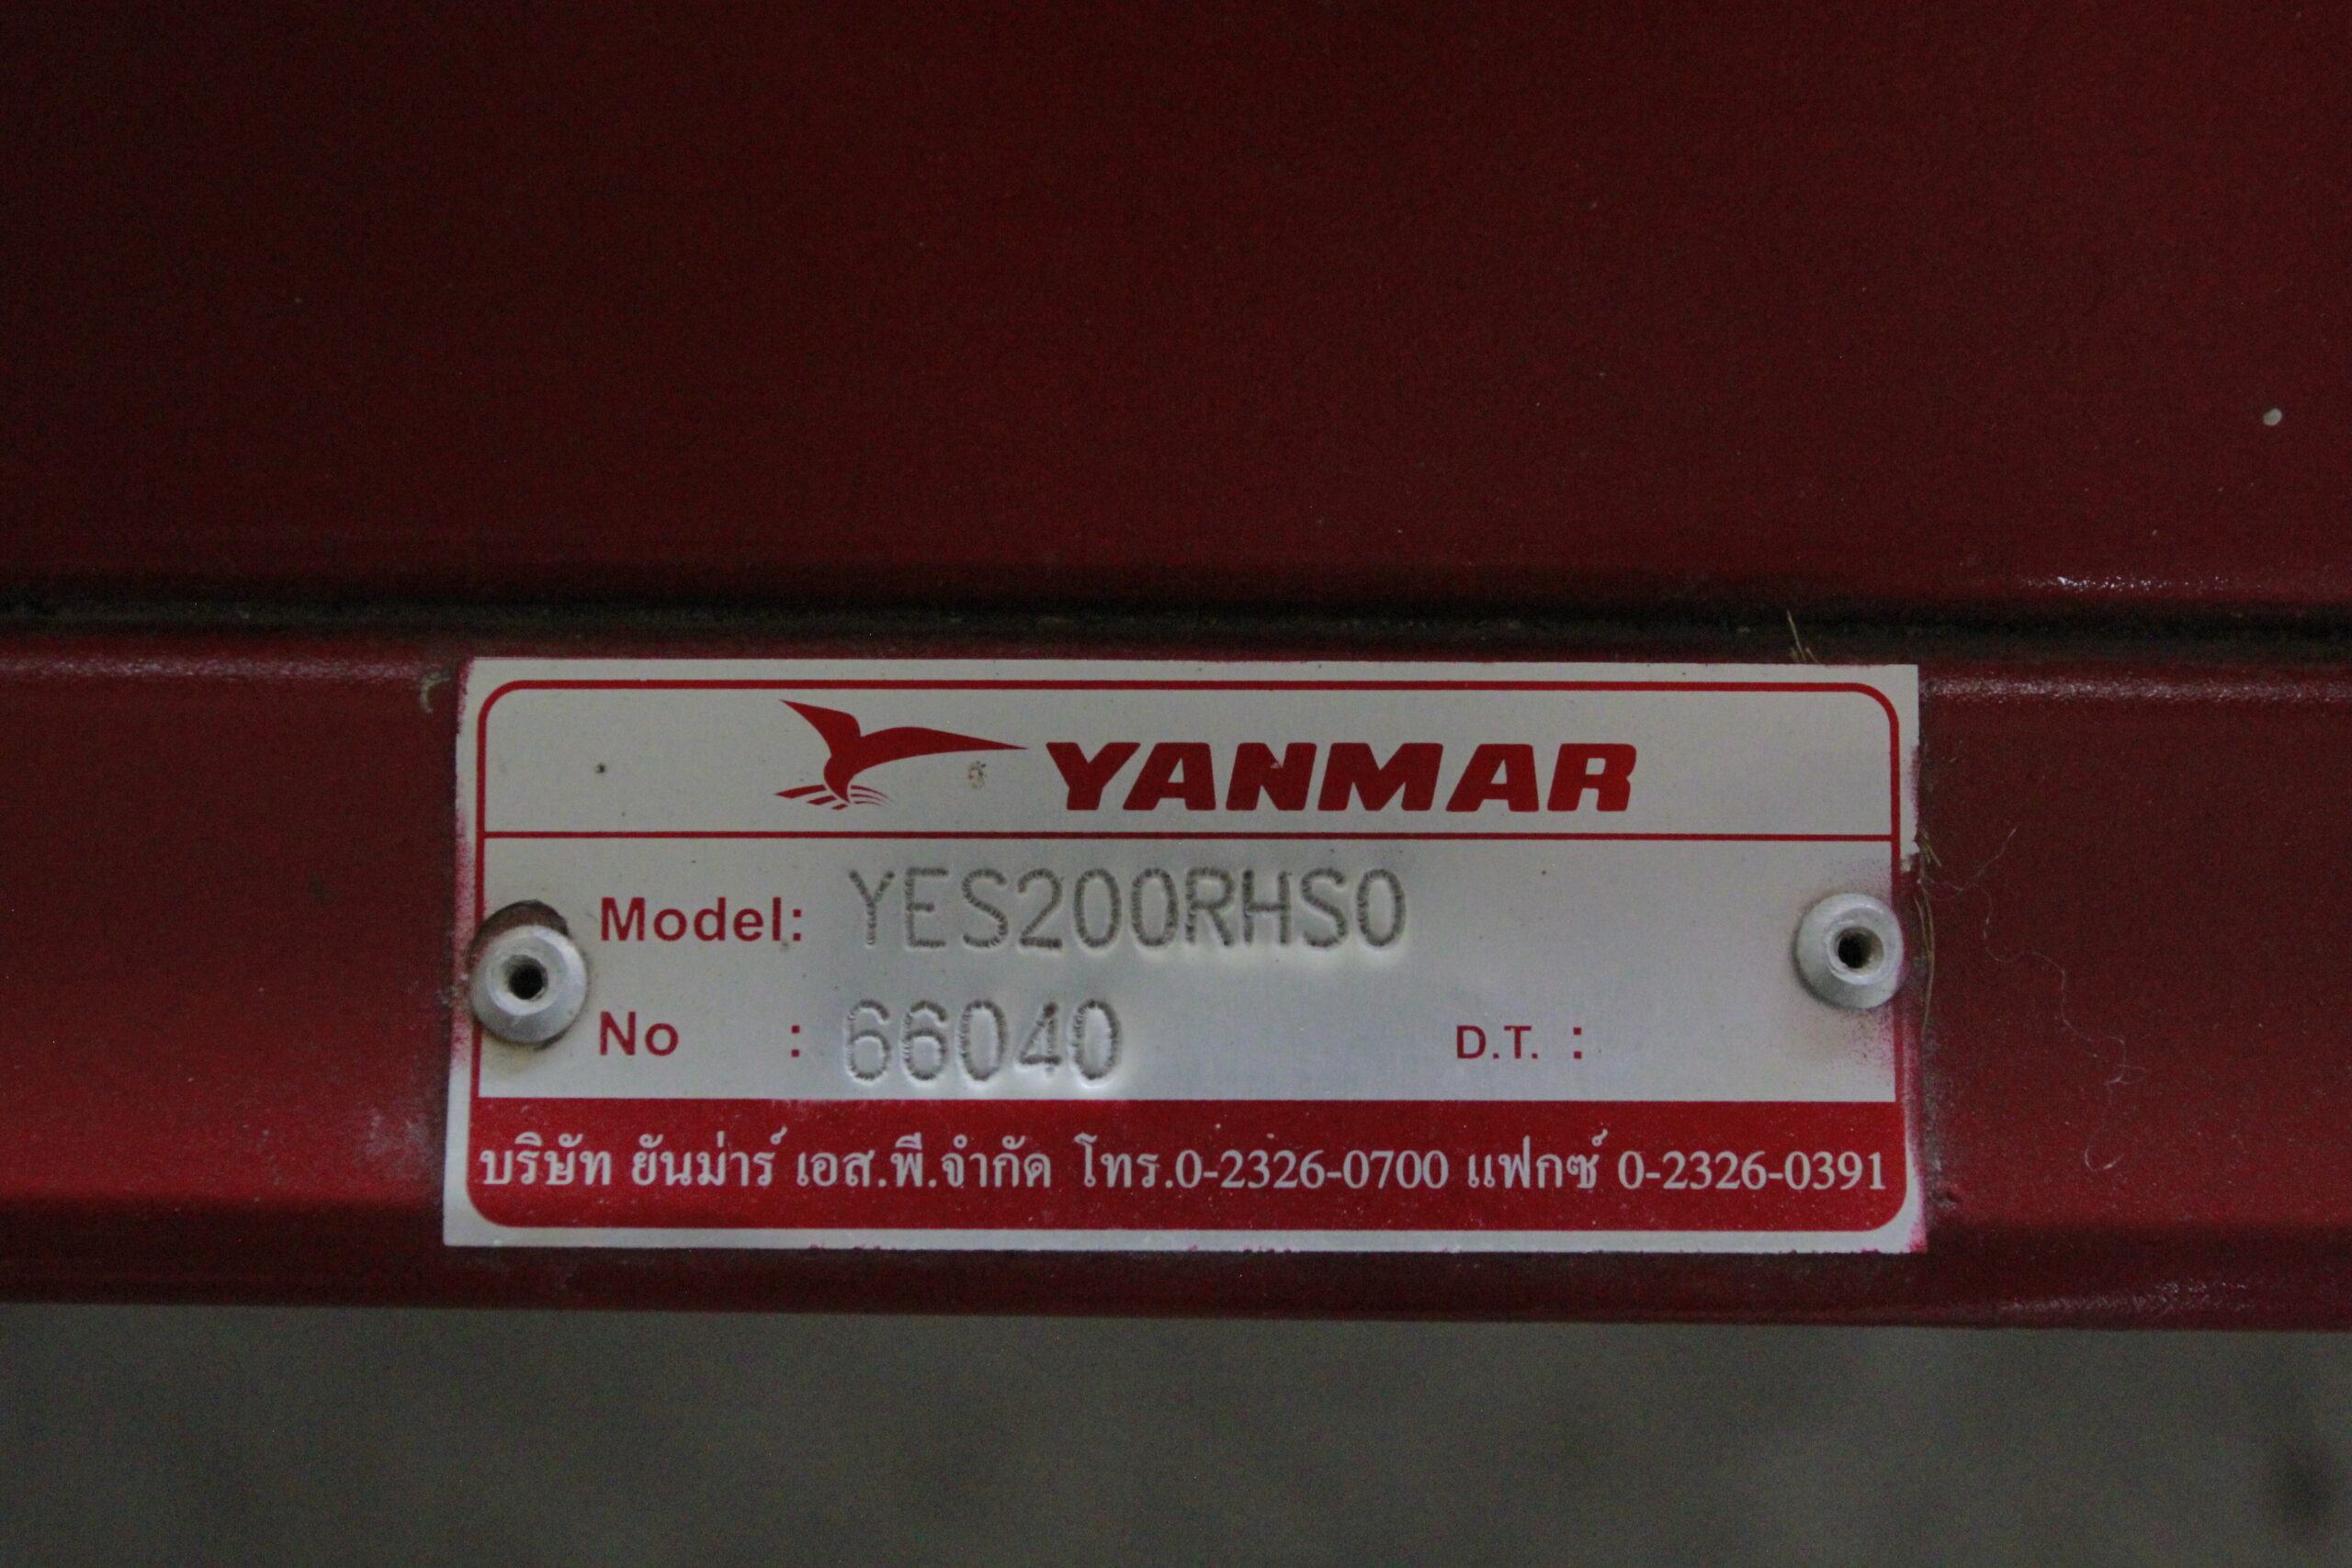 YANMAR
Model: YES200RHS0
No : 66040 D.T. :
บริษัท ยันม่าร์ เอส.พี.จำกัด โทร.0-2326-0700 แฟกซ์ 0-2326-0391